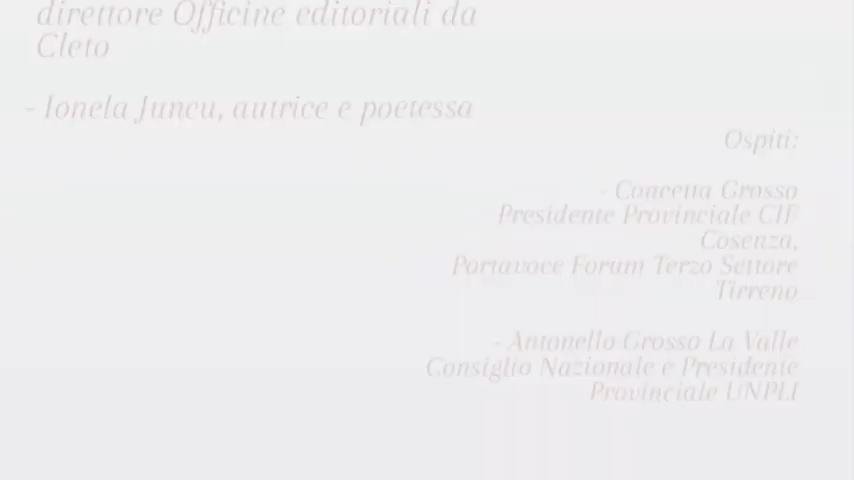 direttore Officine editoriali da
Cleto
- Ionela Juncu, autrice e poetessa
Ospiti:
- Concetta Grosso
Presidente Provinciale CIF
Cosenza,
Portavoce Forum Terzo Settore
Tirreno
- Antonello Grosso La Valle
Consiglio Nazionale e Presidente
Provinciale UNPLI